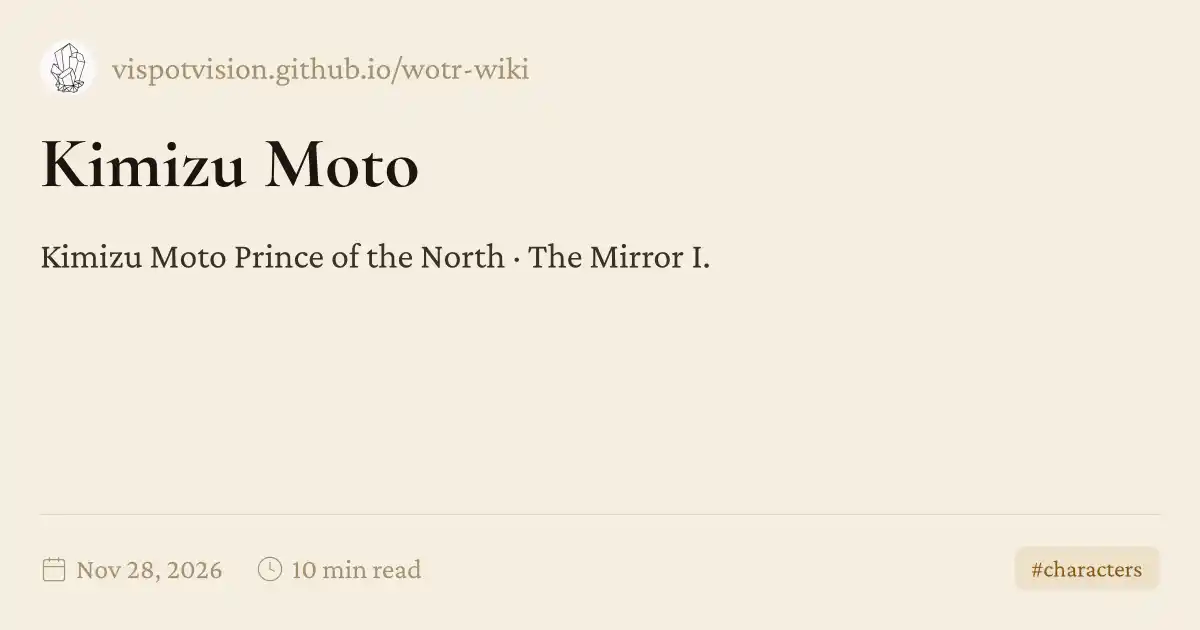 vispotvision.github.io/wotr-wiki
Kimizu Moto
Kimizu Moto Prince of the North · The Mirror I.
Nov 28, 2026
10 min read
#characters